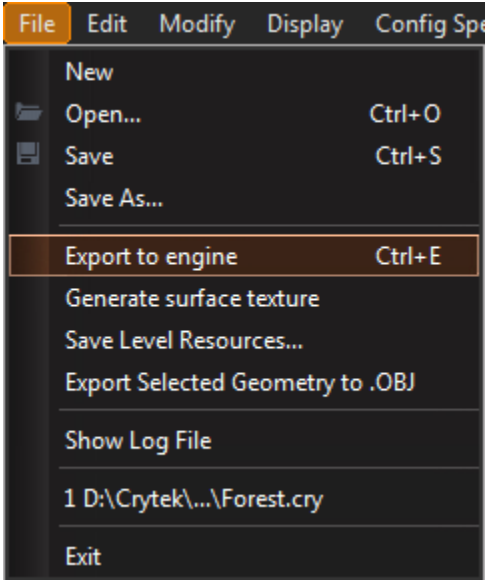 File Edit Modify Display Config Spe
New
Open... Ctrl+O
Save Ctrl+S
Save As...
Export to engine Ctrl+E
Generate surface texture
Save Level Resources...
Export Selected Geometry to .OBJ
Show Log File
1 D:\Crytek\...\Forest.cry
Exit